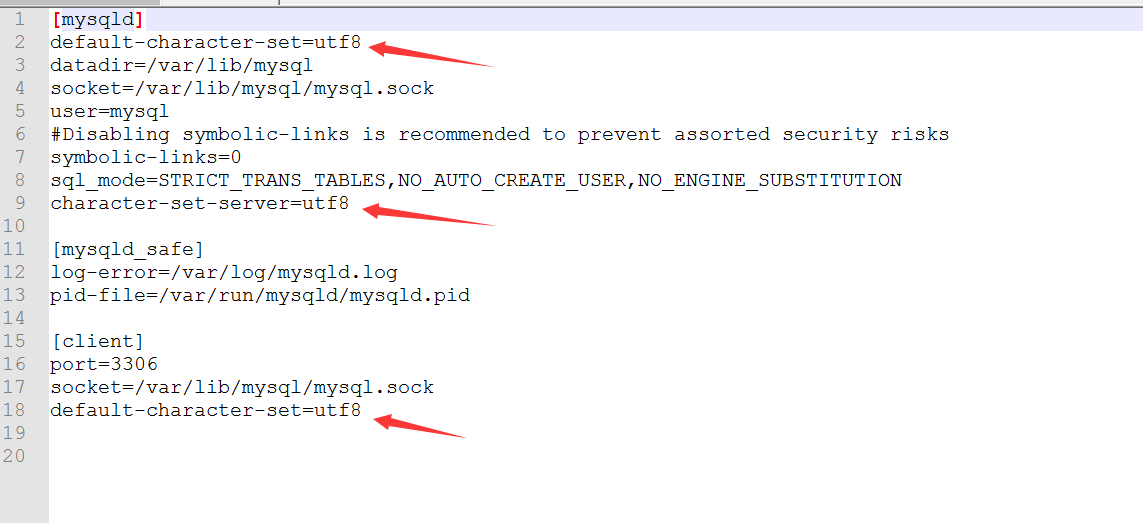 1 [mysqld]
2 default-character-set=utf8
3 datadir=/var/lib/mysql
4 socket=/var/lib/mysql/mysql.sock
5 user=mysql
6 #Disabling symbolic-links is recommended to prevent assorted security risks
7 symbolic-links=0
8 sql_mode=STRICT_TRANS_TABLES,NO_AUTO_CREATE_USER,NO_ENGINE_SUBSTITUTION
9 character-set-server=utf8
10
11 [mysqld_safe]
12 log-error=/var/log/mysqld.log
13 pid-file=/var/run/mysqld/mysqld.pid
14
15 [client]
16 port=3306
17 socket=/var/lib/mysql/mysql.sock
18 default-character-set=utf8
19
20